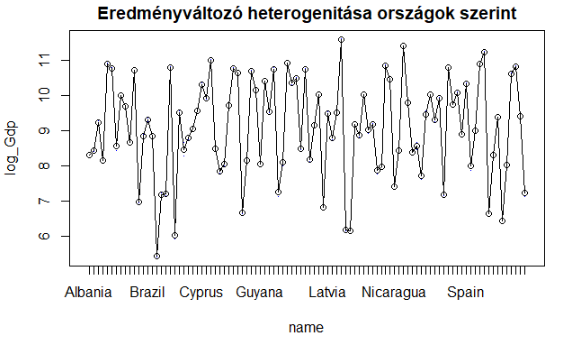 Eredményváltozó heterogenitása országok szerint
log_Gdp
11
10
9
8
7
6
Albania Brazil Cyprus Guyana Latvia Nicaragua Spain
name